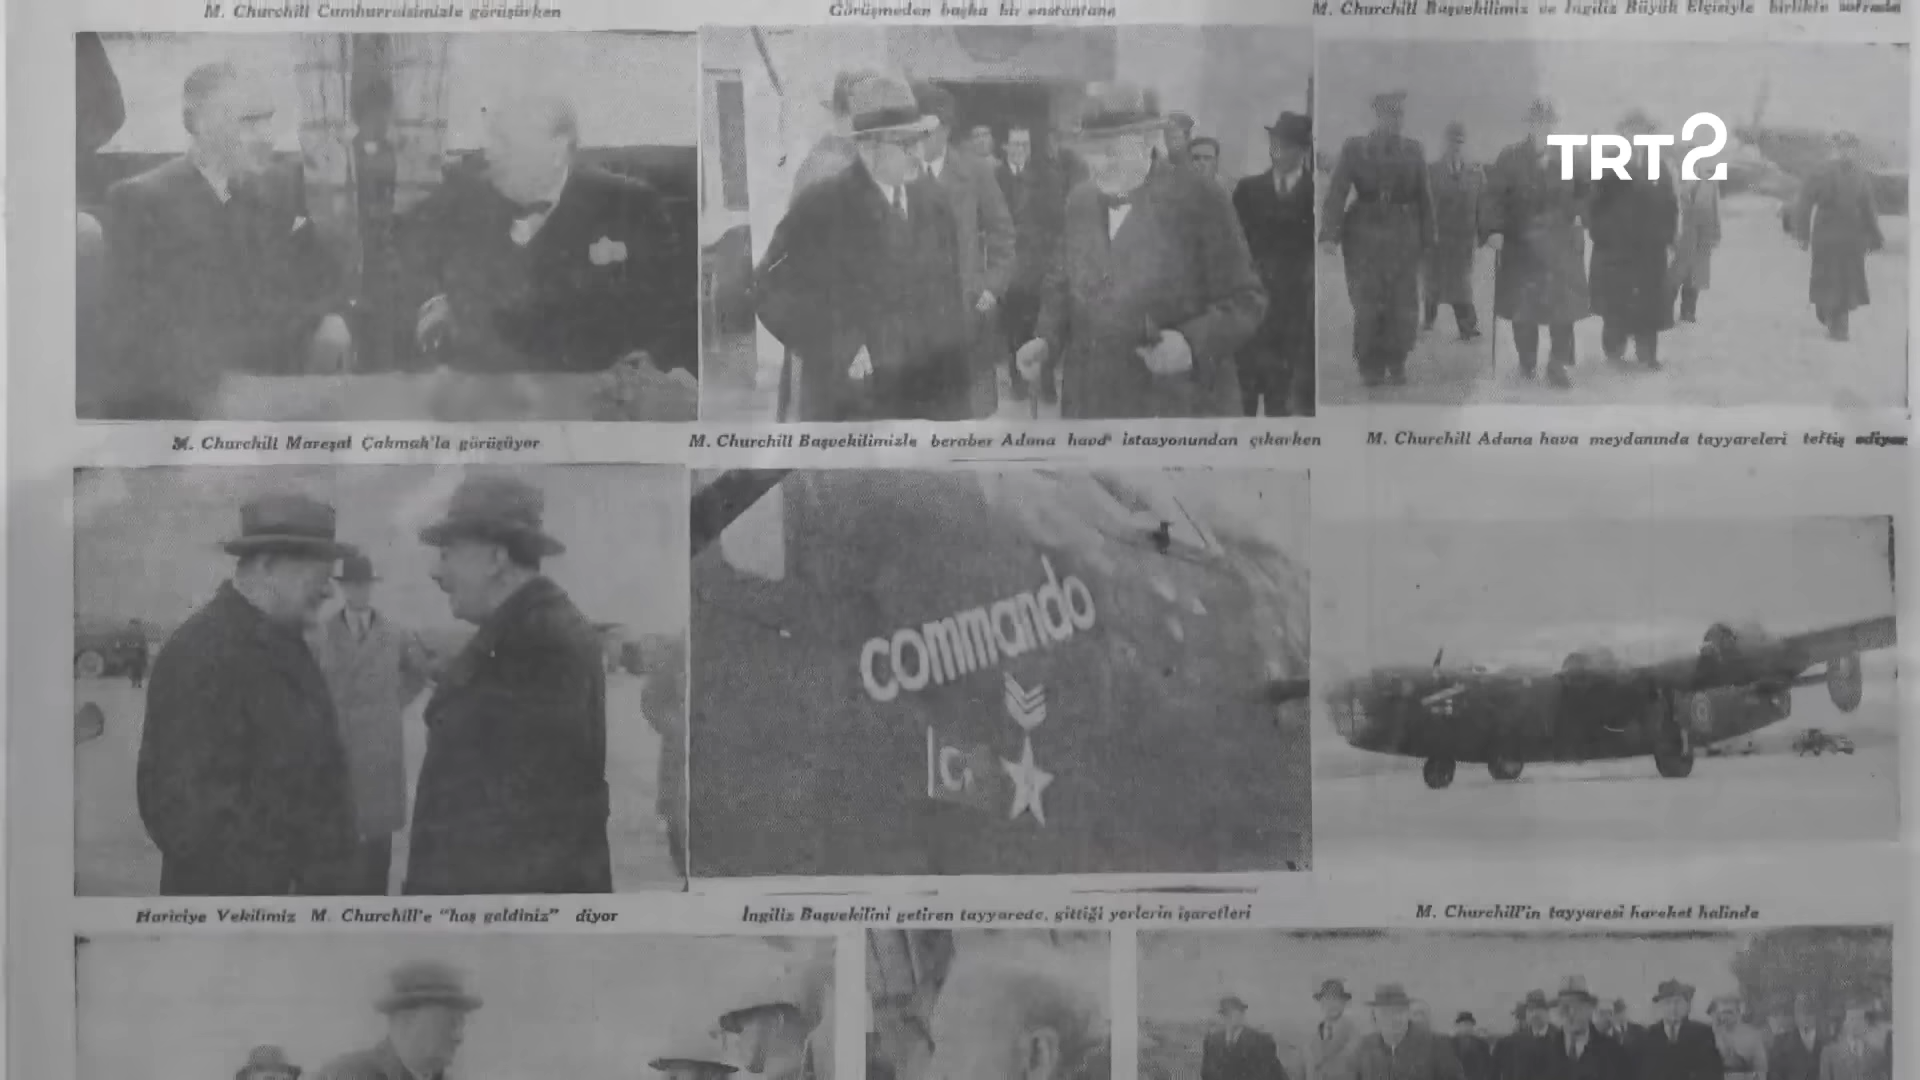 M. Churchill Cumhurreisimizle görüşürken
Görüşmeden başka bir enstantane
M. Churchill Başvekilimiz ve İngiliz Büyük Elçisiyle birlikte sofrada
TRT2
M. Churchill Mareşal Çakmak'la görüşüyor
M. Churchill Başvekilimizle beraber Adana hava istasyonundan çıkarken
M. Churchill Adana hava meydanında tayyareleri teftiş ediyor
commando
Hariciye Vekilimiz M. Churchill'e "hoş geldiniz" diyor
İngiliz Başvekilini getiren tayyarede, gittiği yerlerin işaretleri
M. Churchill'in tayyaresi hareket halinde